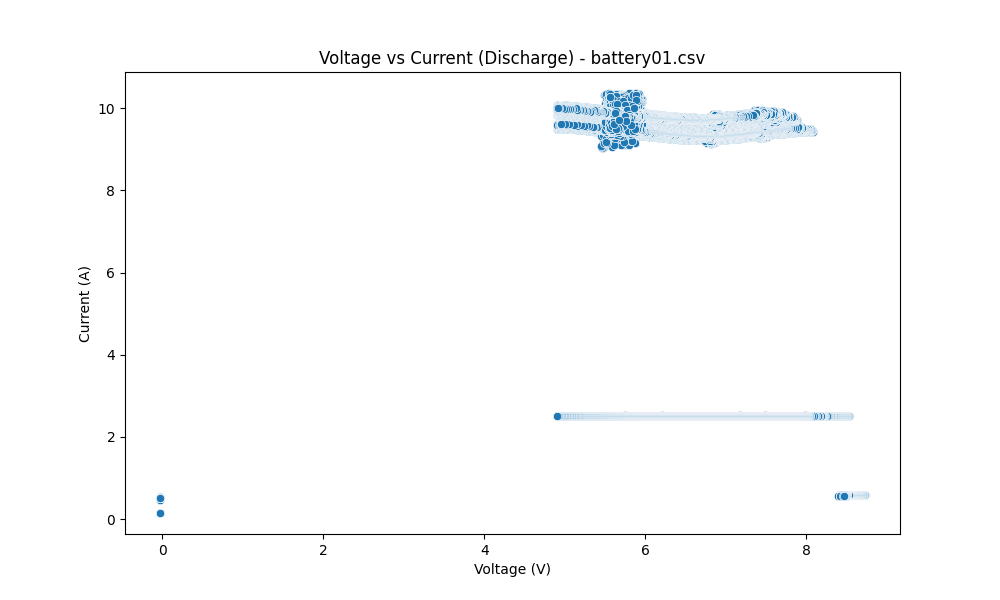 Voltage vs Current (Discharge) - battery01.csv
Current (A)
10
8
6
4
2
0
0 2 4 6 8
Voltage (V)